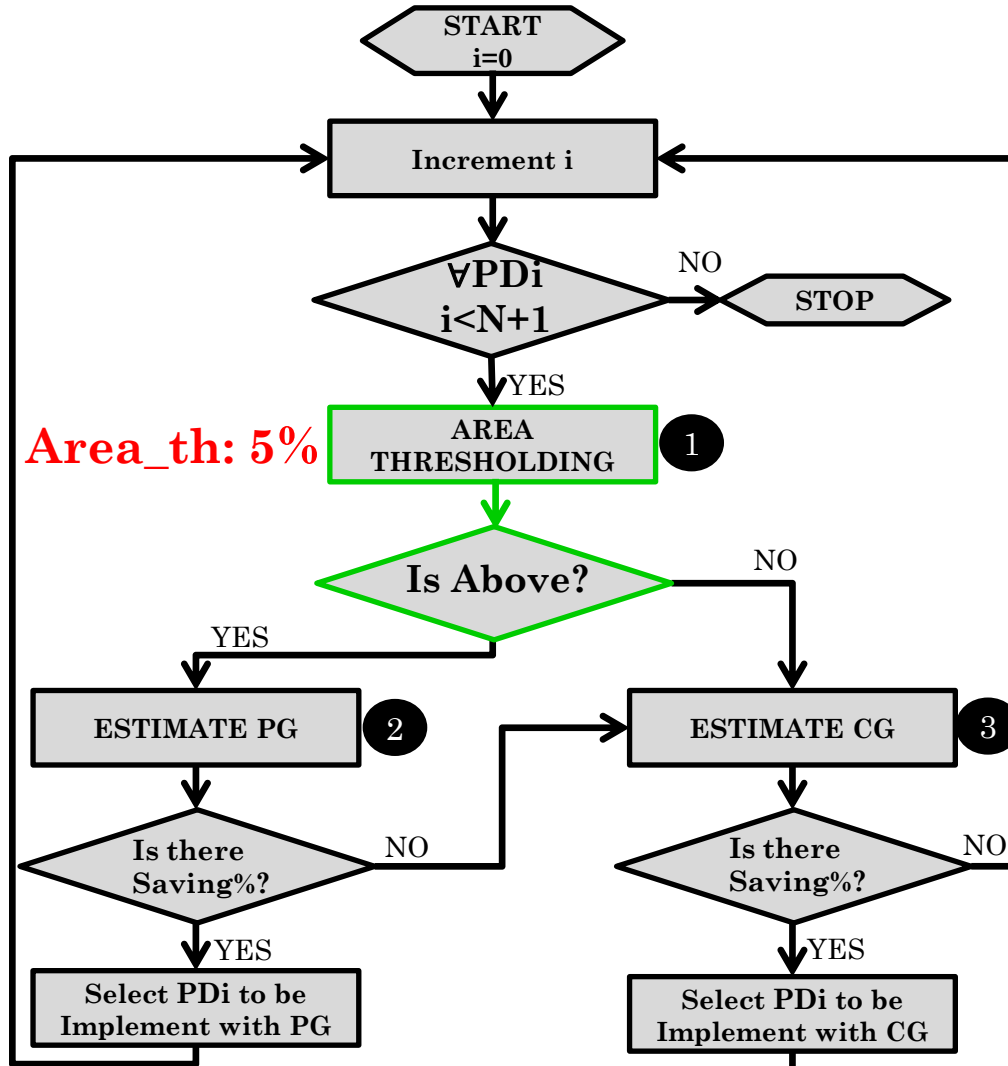 START
i=0
Increment i
∀PDi
i<N+1
NO
STOP
YES
Area_th: 5%
AREA
THRESHOLDING
1
Is Above?
NO
YES
ESTIMATE PG
2
ESTIMATE CG
3
Is there
Saving%?
NO
Is there
Saving%?
NO
YES
YES
Select PDi to be
Implement with PG
Select PDi to be
Implement with CG